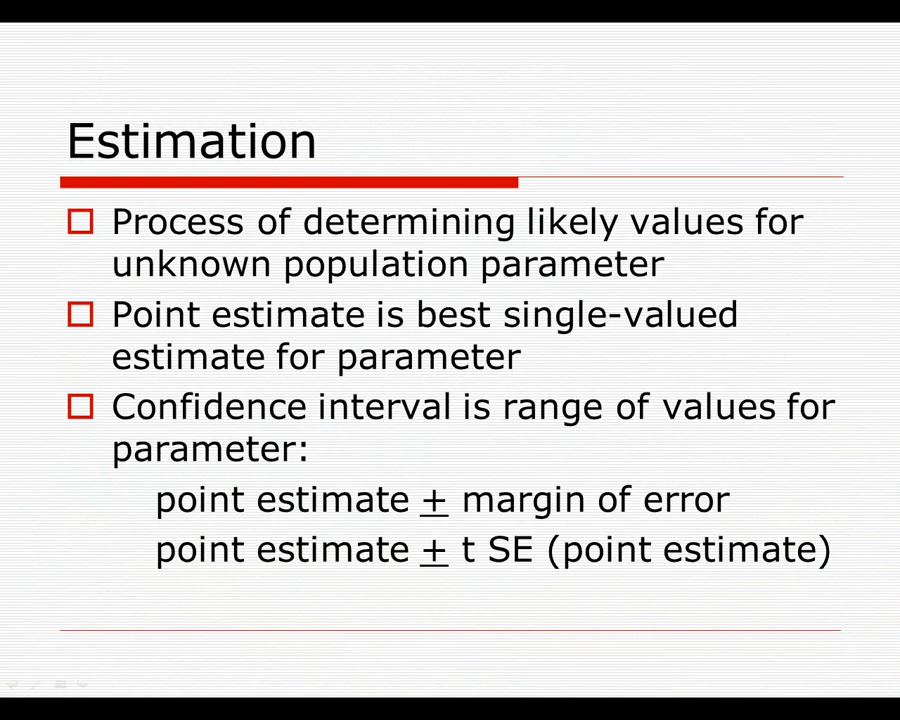 Estimation
Process of determining likely values for
unknown population parameter
Point estimate is best single-valued
estimate for parameter
Confidence interval is range of values for
parameter:
point estimate ± margin of error
point estimate ± t SE (point estimate)